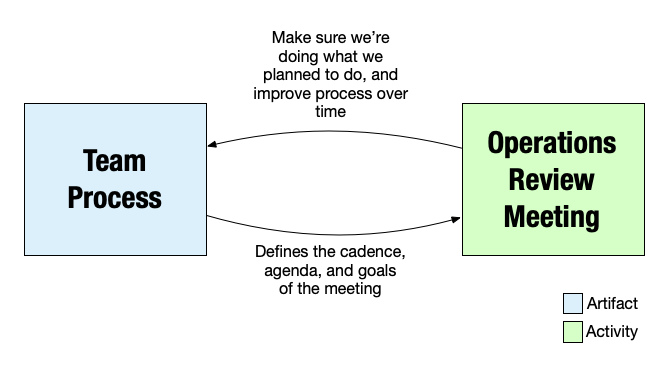 Make sure we're
doing what we
planned to do, and
improve process over
time
Team
Process
Operations
Review
Meeting
Defines the cadence,
agenda, and goals
of the meeting
Artifact
Activity